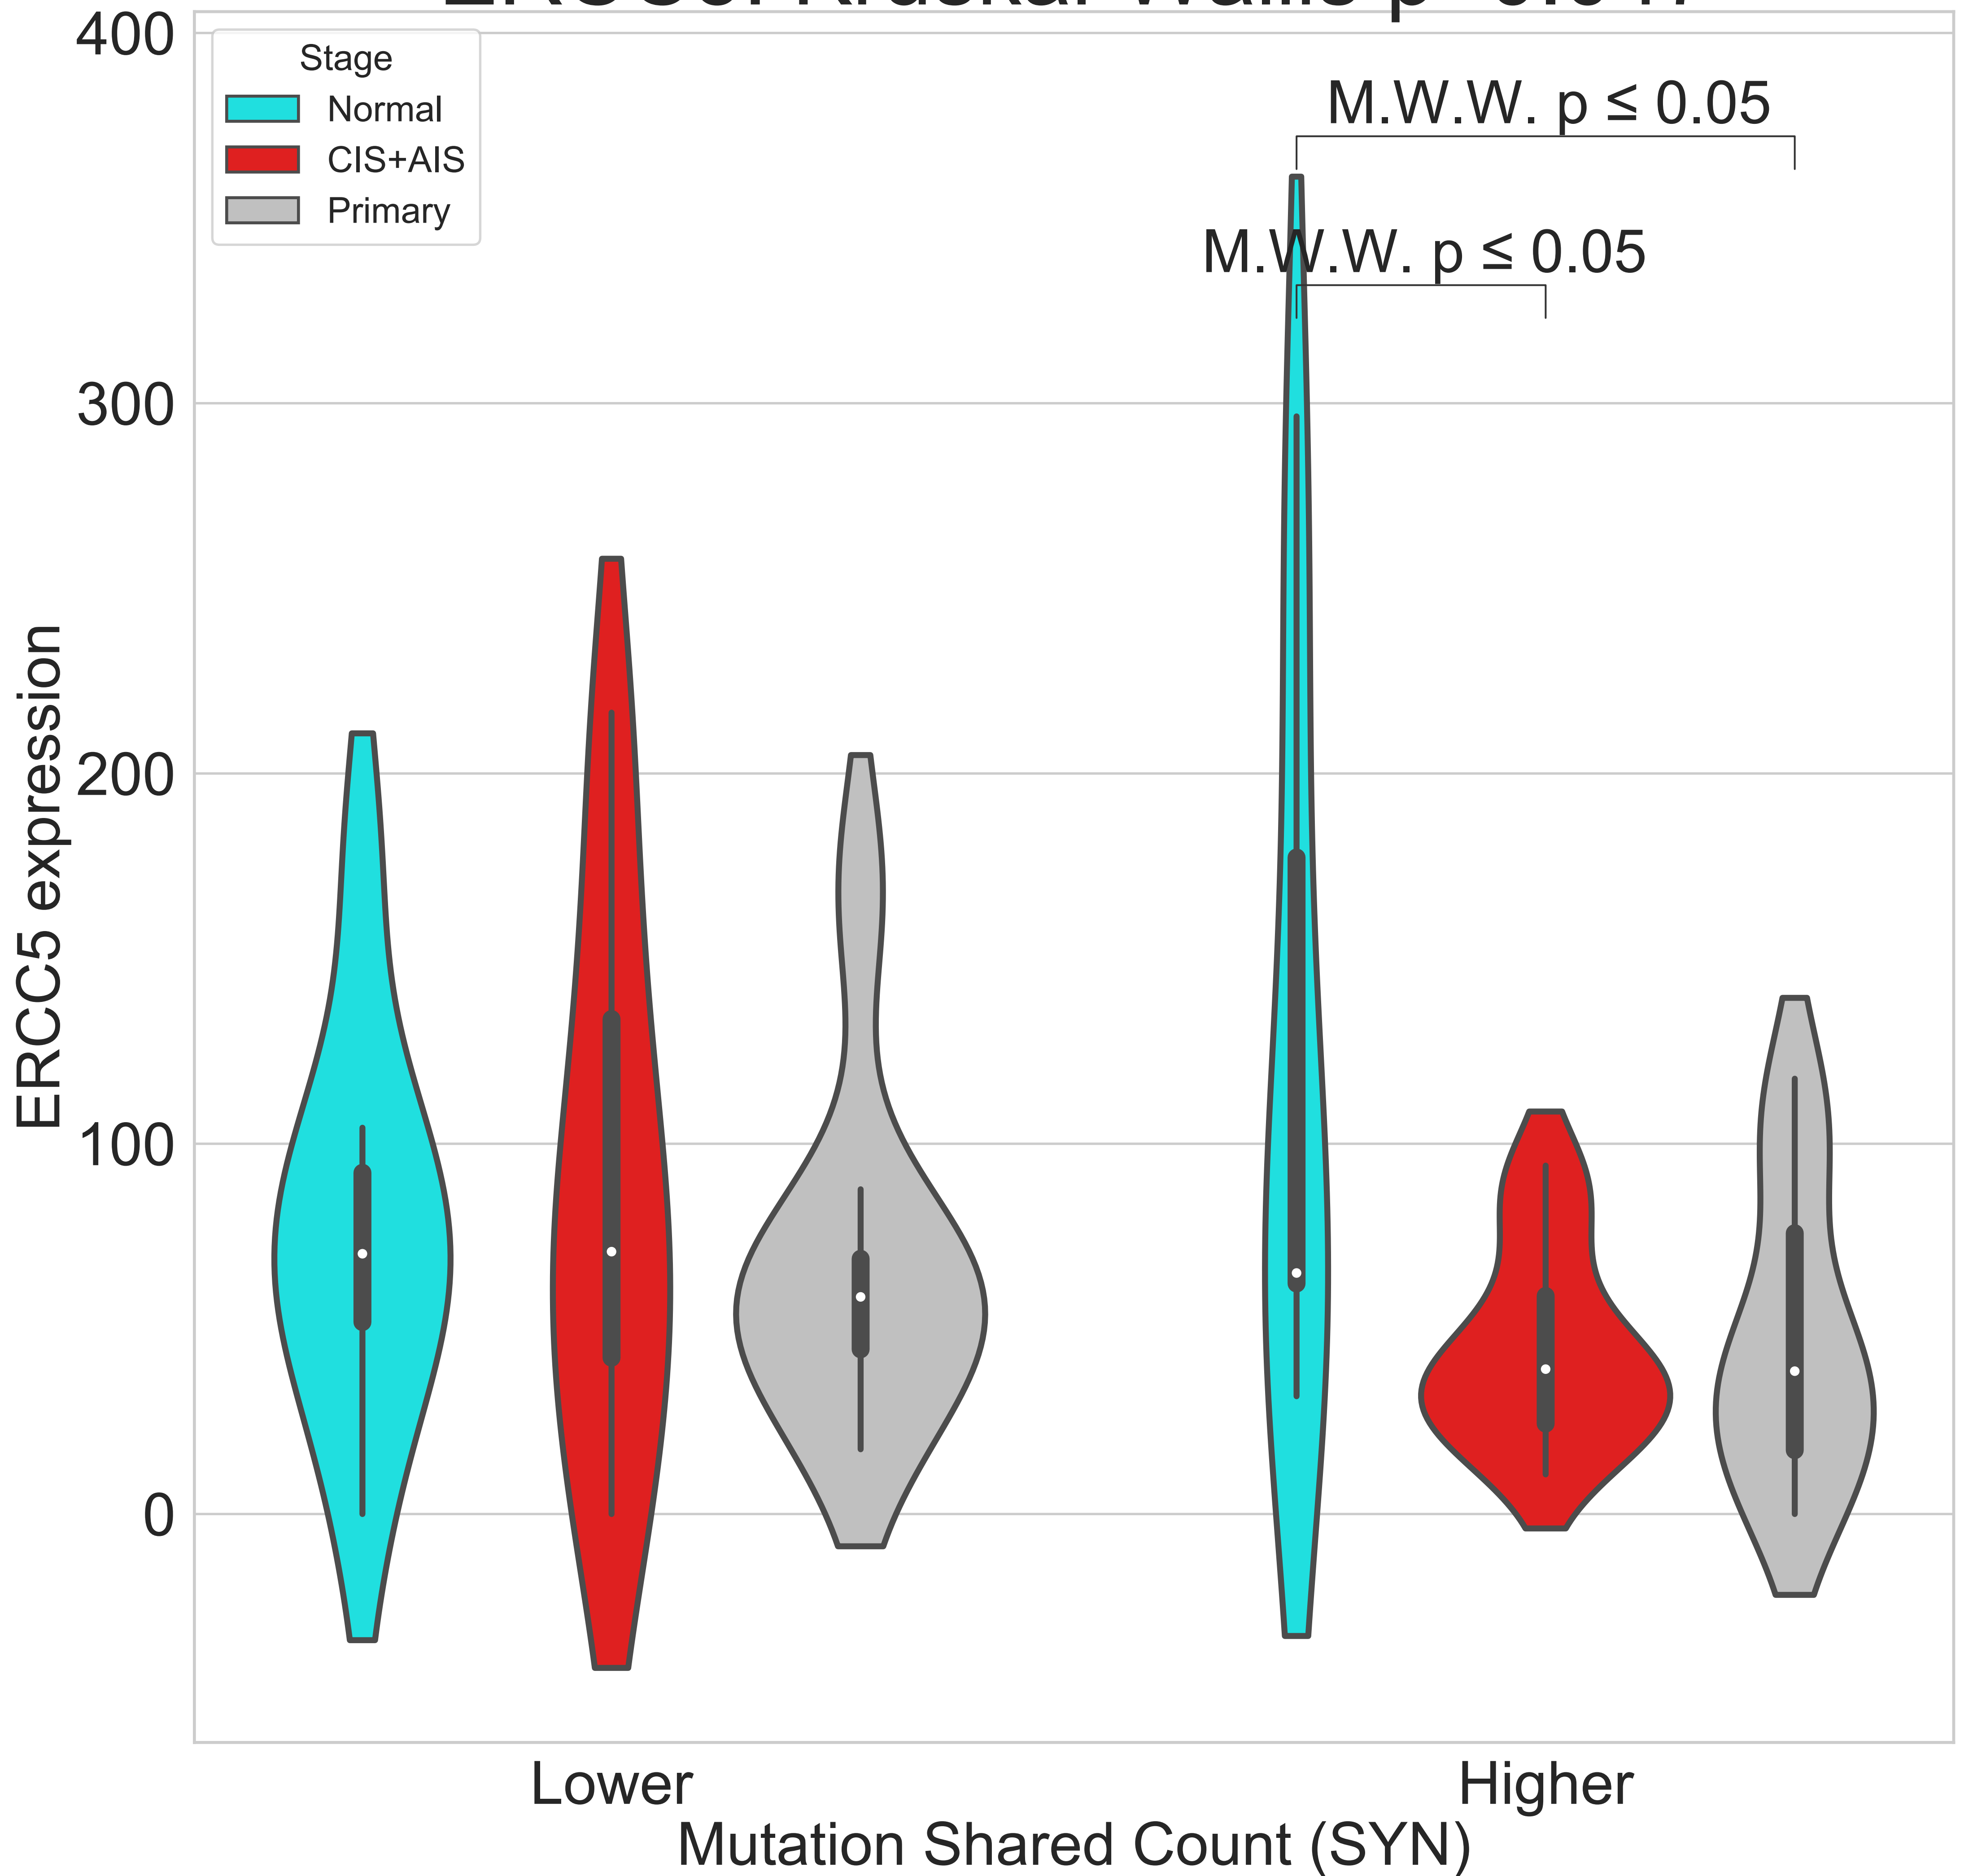 400
Stage
Normal
CIS+AIS
Primary
M.W.W. p ≤ 0.05
M.W.W. p ≤ 0.05
300
200
100
0
ERCC5 expression
Lower
Higher
Mutation Shared Count (SYN)